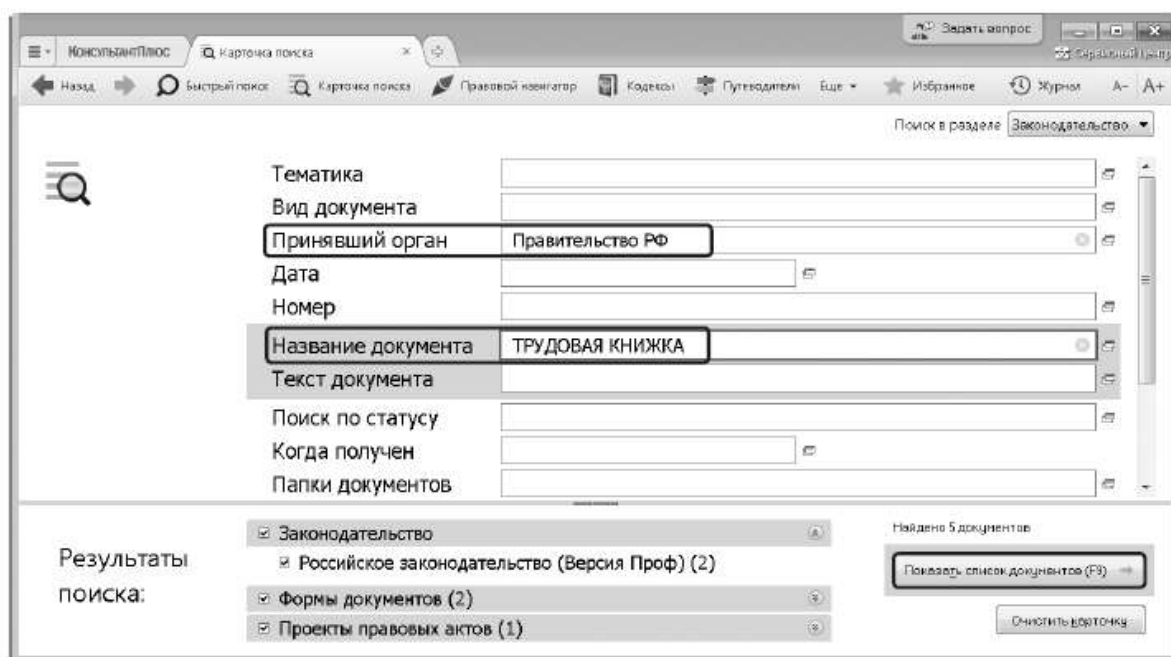 Задать вопрос
КонсультантПлюс Карточка поиска
Сервисный центр
Назад Быстрый поиск Карточка поиска Правовой навигатор Кодексы Путеводители Еще Избранное Журнал A- A+
Поиск в разделе Законодательство
Тематика
Вид документа
Принявший орган Правительство РФ
Дата
Номер
Название документа ТРУДОВАЯ КНИЖКА
Текст документа
Поиск по статусу
Когда получен
Папки документов
Результаты поиска:
Законодательство
Российское законодательство (Версия Проф) (2)
Формы документов (2)
Проекты правовых актов (1)
Найдено 5 документов
Показать список документов (F9)
Очистить карточку